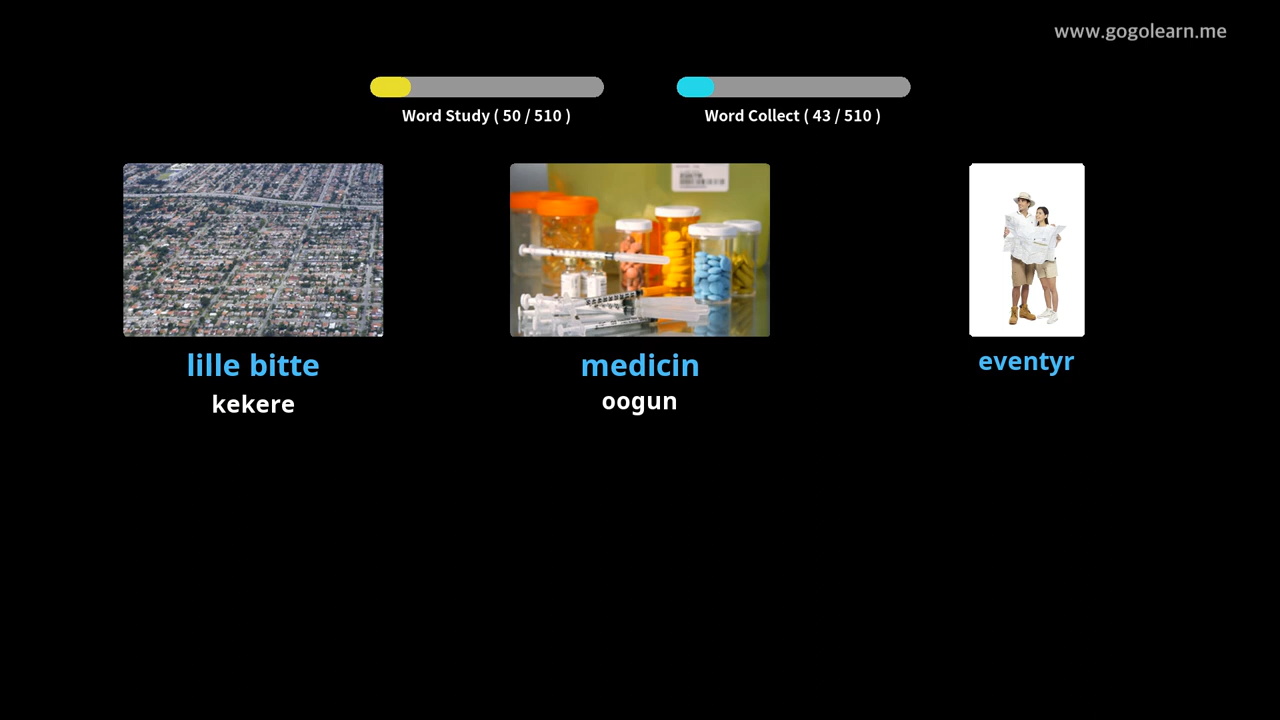 www.gogolearn.me
Word Study ( 50 / 510 )
Word Collect ( 43 / 510 )
lille bitte
kekere
medicin
oogun
eventyr